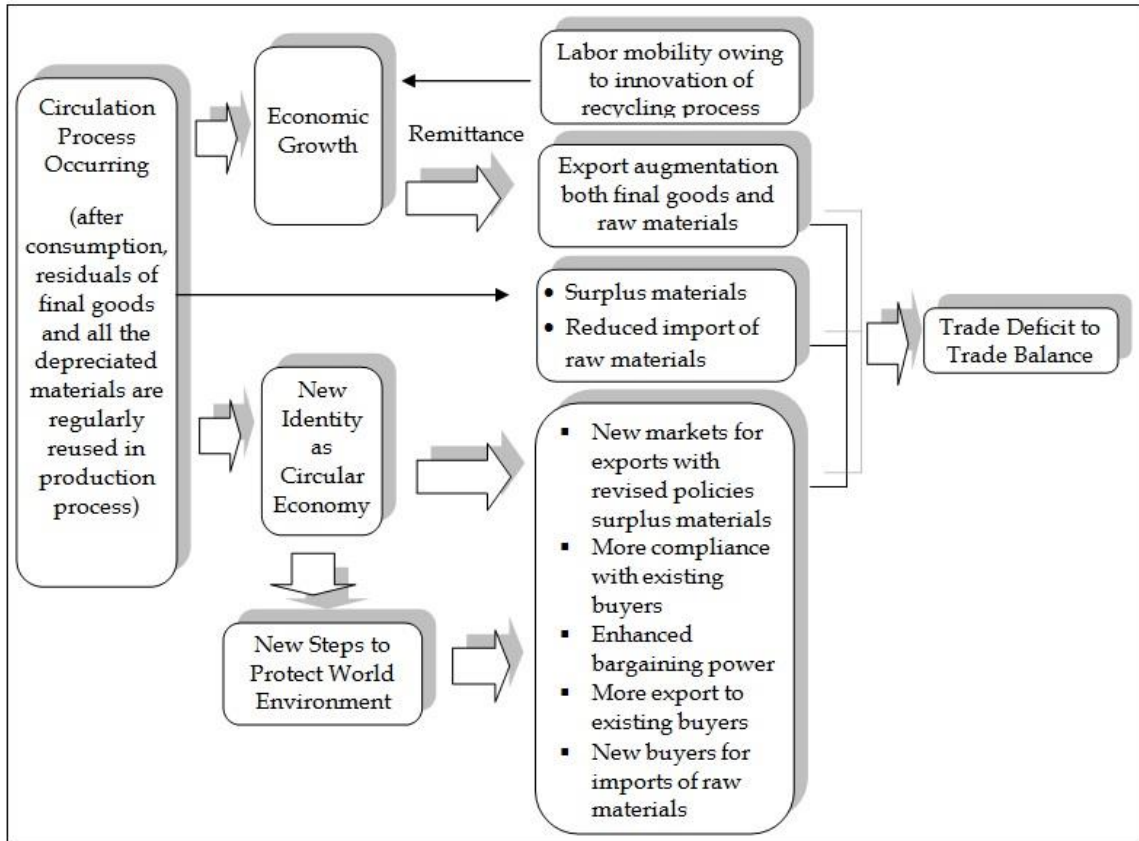 Circulation
Process
Occurring
(after
consumption,
residuals of
final goods
and all the
depreciated
materials are
regularly
reused in
production
process)
Economic
Growth
Remittance
Labor mobility owing
to innovation of
recycling process
Export augmentation
both final goods and
raw materials
• Surplus materials
• Reduced import of
raw materials
New
Identity
as
Circular
Economy
New Steps to
Protect World
Environment
▪ New markets for
exports with
revised policies
surplus materials
▪ More compliance
with existing
buyers
▪ Enhanced
bargaining power
▪ More export to
existing buyers
▪ New buyers for
imports of raw
materials
Trade Deficit to
Trade Balance